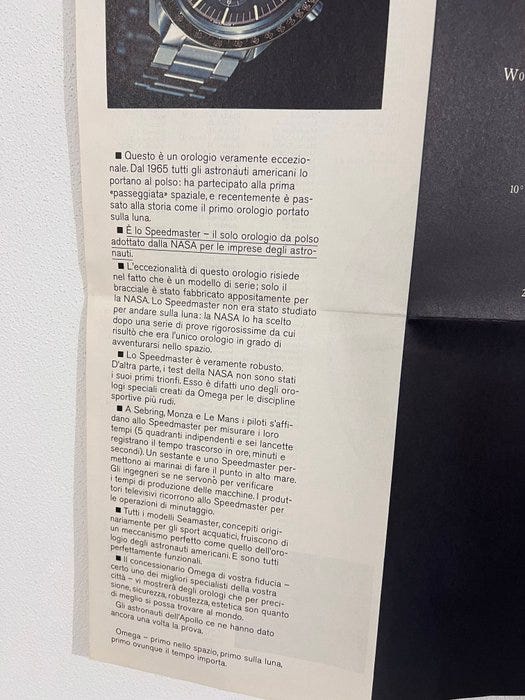 ■ Questo è un orologio veramente eccezio-
nale. Dal 1965 tutti gli astronauti americani lo
portano al polso: ha partecipato alla prima
«passeggiata» spaziale, e recentemente è pas-
sato alla storia come il primo orologio portato
sulla luna.
■ È lo Speedmaster – il solo orologio da polso
adottato dalla NASA per le imprese degli astro-
nauti.
■ L'eccezionalità di questo orologio risiede
nel fatto che è un modello di serie; solo il
bracciale è stato fabbricato appositamente per
la NASA. Lo Speedmaster non era stato studiato
per andare sulla luna: la NASA lo ha scelto
dopo una serie di prove rigorosissime da cui
risultò che era l'unico orologio in grado di
avventurarsi nello spazio.
■ Lo Speedmaster è veramente robusto.
D'altra parte, i test della NASA non sono stati
i suoi primi trionfi. Esso è difatti uno degli oro-
logi speciali creati da Omega per le discipline
sportive più rudi.
■ A Sebring, Monza e Le Mans i piloti s'affi-
dano allo Speedmaster per misurare i loro
tempi (5 quadranti indipendenti e sei lancette
registrano il tempo trascorso in ore, minuti e
secondi). Un sestante e uno Speedmaster per-
mettono ai marinai di fare il punto in alto mare.
Gli ingegneri se ne servono per verificare
i tempi di produzione delle macchine. I produt-
tori televisivi ricorrono allo Speedmaster per
le operazioni di minutaggio.
■ Tutti i modelli Seamaster, concepiti origi-
nariamente per gli sport acquatici, fruiscono di
un meccanismo perfetto come quello dell'oro-
logio degli astronauti americani. E sono tutti
perfettamente funzionali.
■ Il concessionario Omega di vostra fiducia –
certo uno dei migliori specialisti della vostra
città – vi mostrerà degli orologi che per preci-
sione, sicurezza, robustezza, estetica son quanto
di meglio si possa trovare al mondo.
Gli astronauti dell'Apollo ce ne hanno dato
ancora una volta la prova.
Omega – primo nello spazio, primo sulla luna,
primo ovunque il tempo importa.
10°